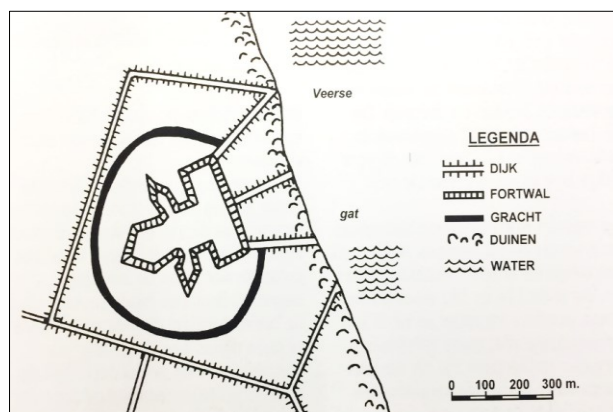 Veerse
gat
LEGENDA
DIJK
FORTWAL
GRACHT
DUINEN
WATER
0 100 200 300 m.